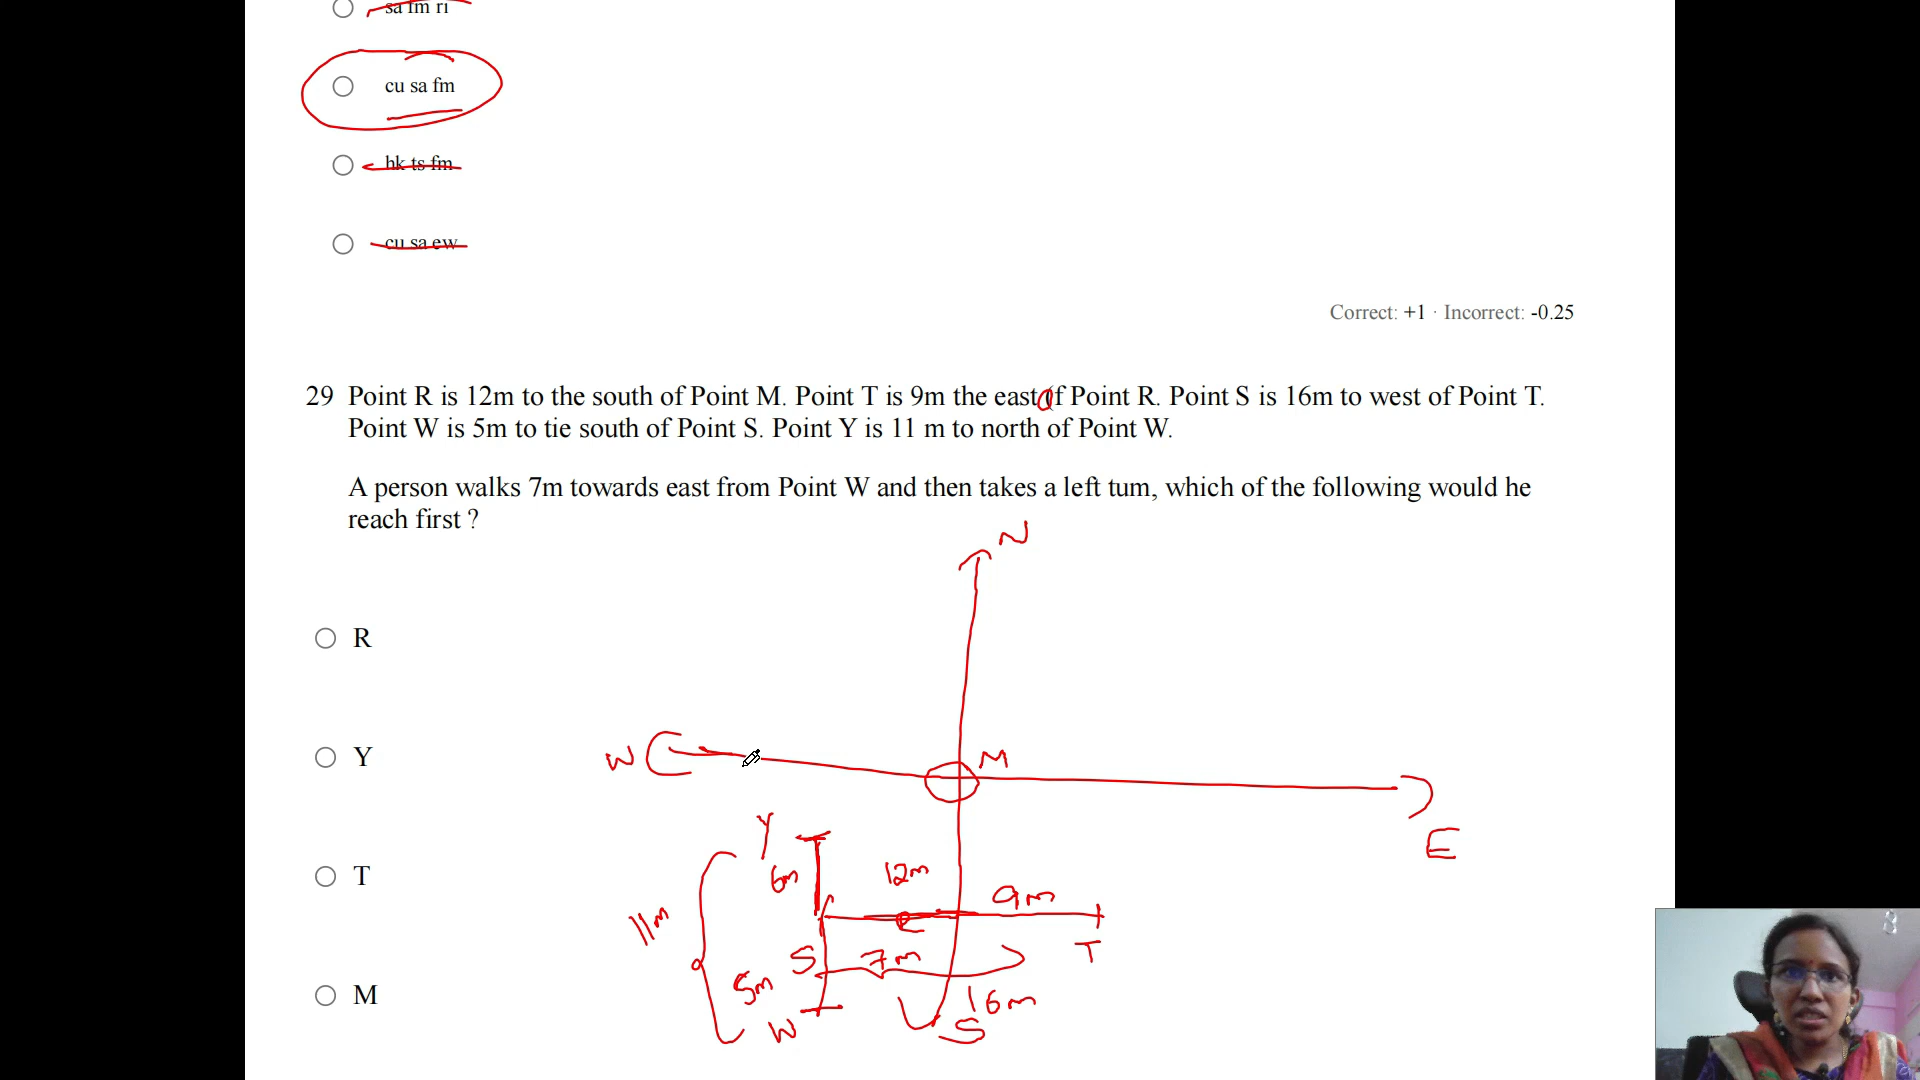 sa fm ri
cu sa fm
hk ts fm
cu sa ew
Correct: +1 · Incorrect: -0.25
29 Point R is 12m to the south of Point M. Point T is 9m the east of Point R. Point S is 16m to west of Point T.
Point W is 5m to tie south of Point S. Point Y is 11 m to north of Point W.
A person walks 7m towards east from Point W and then takes a left tum, which of the following would he
reach first ?
N
R
W
M
Y
E
Y
6m
12m
9m
T
11m
R
T
S
7m
5m
16m
M
W
S